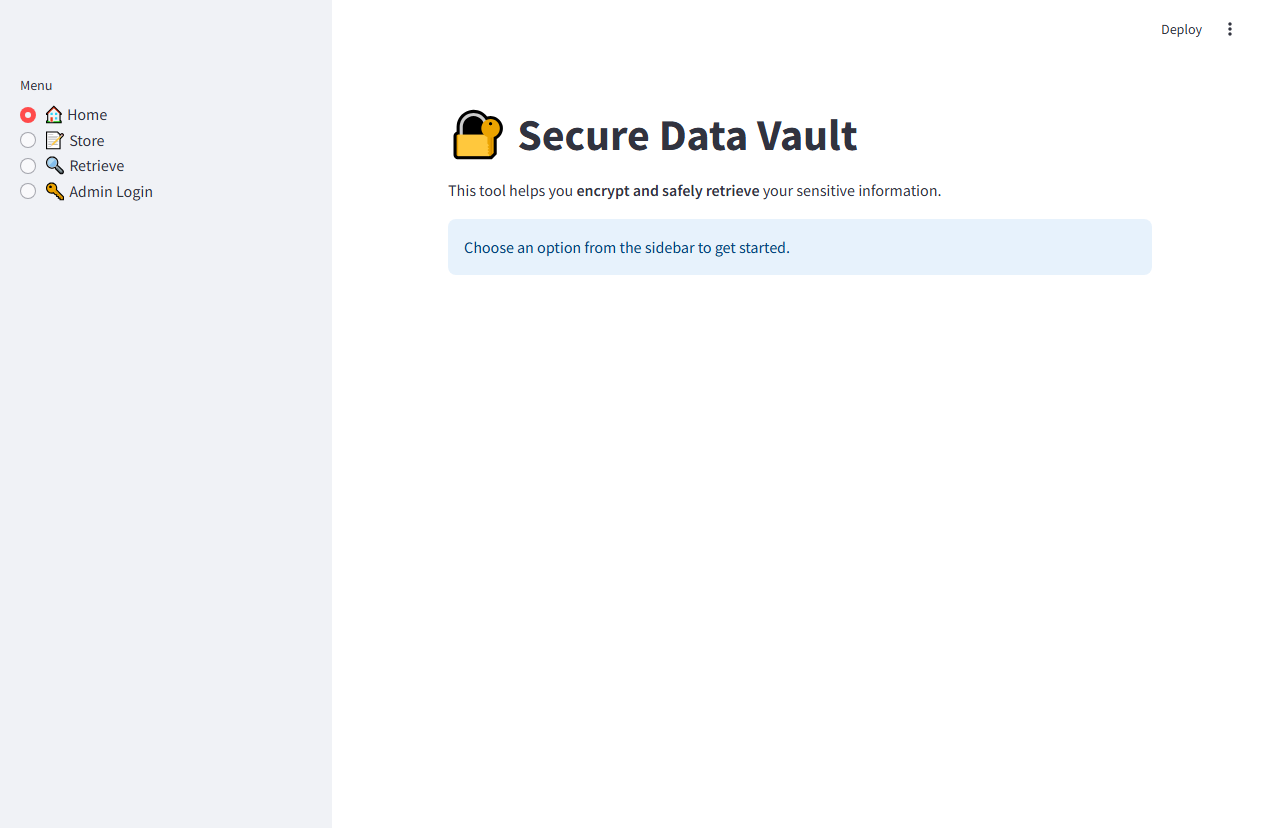 Deploy
Menu
Home
Store
Retrieve
Admin Login
Secure Data Vault
This tool helps you encrypt and safely retrieve your sensitive information.
Choose an option from the sidebar to get started.